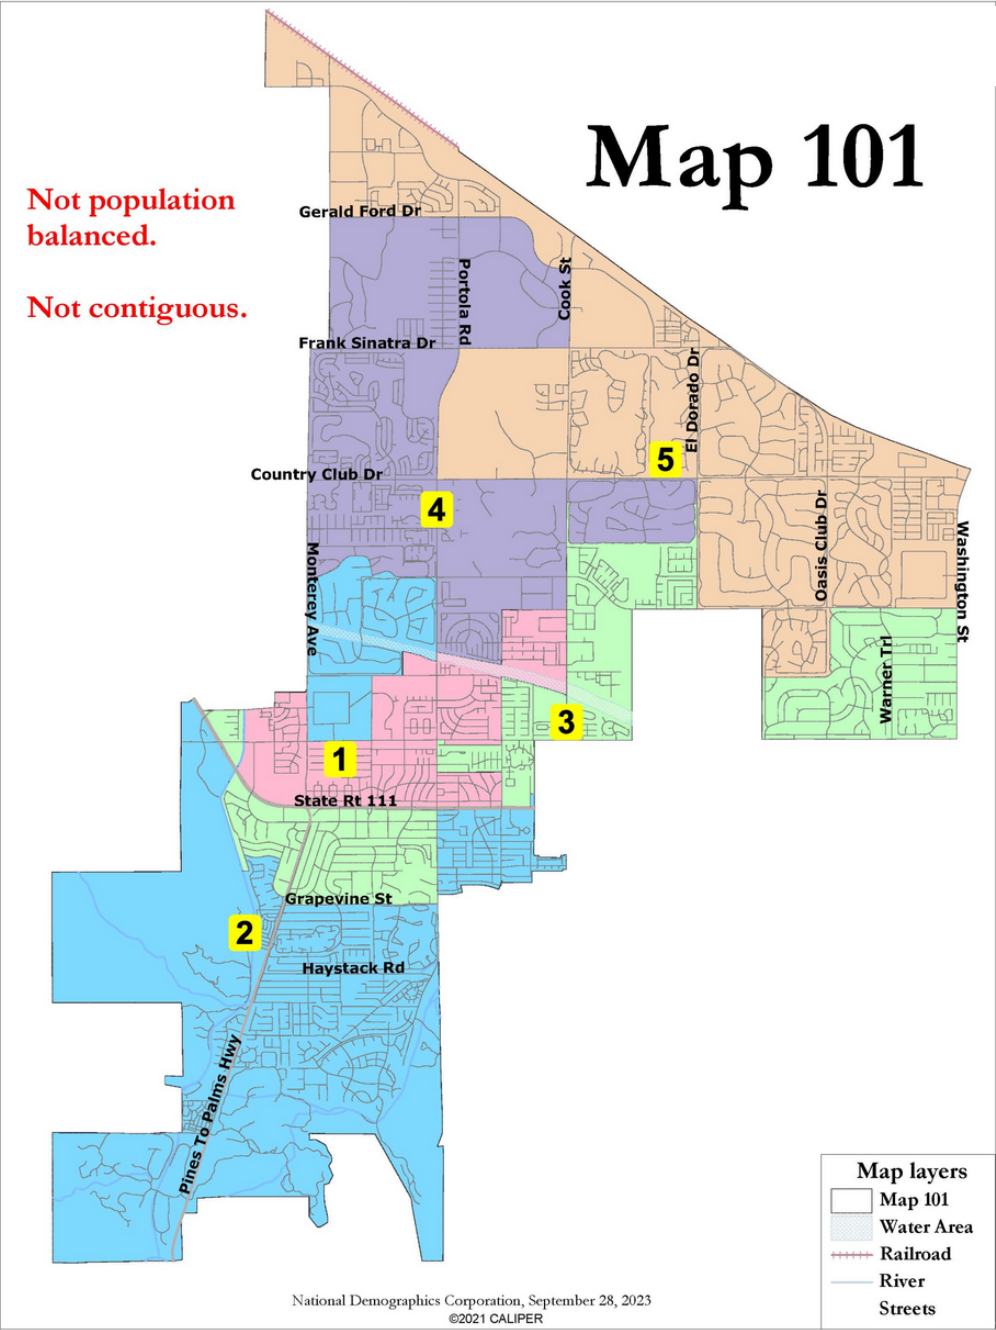 Map 101
Not population
balanced.
Not contiguous.
Gerald Ford Dr
Portola Rd
Cook St
Frank Sinatra Dr
El Dorado Dr
5
Country Club Dr
4
Oasis Club Dr
Washington St
Monterey Ave
Warner Trl
3
1
State Rt 111
Grapevine St
2
Haystack Rd
Pines To Palms Hwy
Map layers
Map 101
Water Area
Railroad
River
Streets
National Demographics Corporation, September 28, 2023
©2021 CALIPER